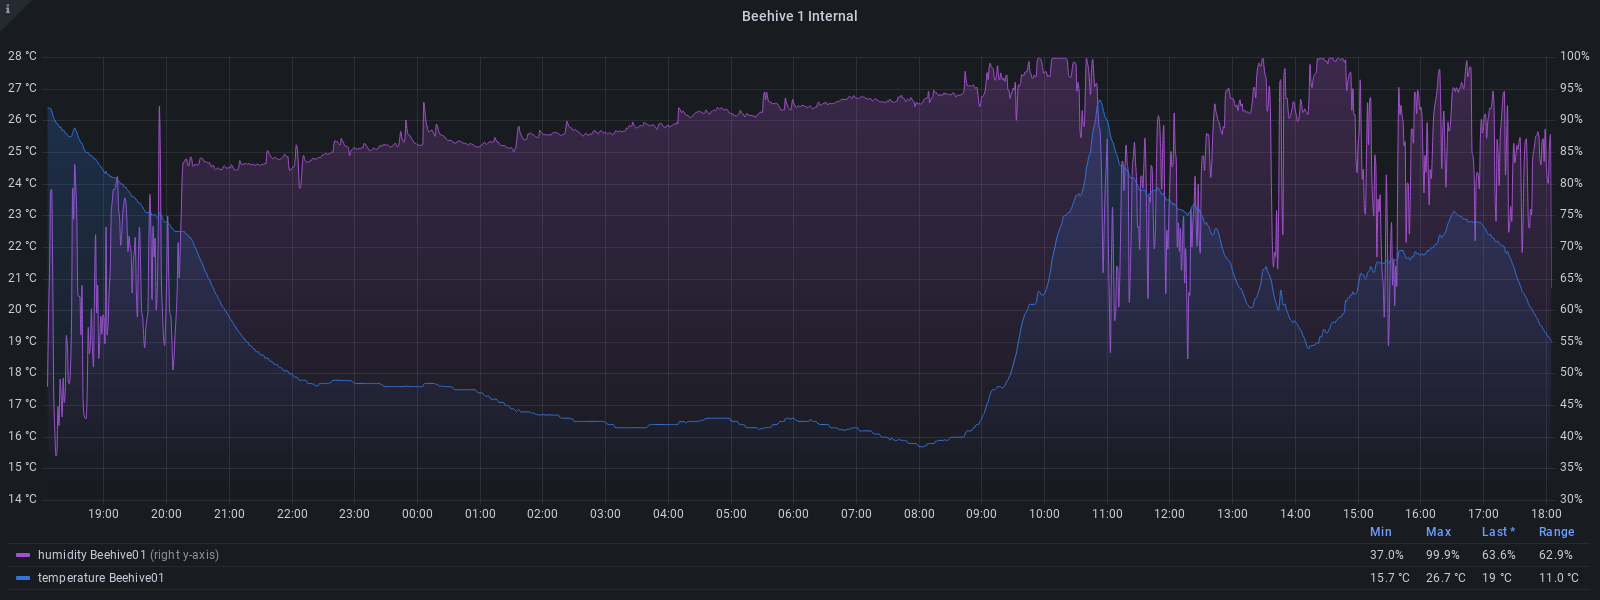 i
Beehive 1 Internal
28 °C 100%
27 °C 95%
26 °C 90%
25 °C 85%
24 °C 80%
23 °C 75%
22 °C 70%
21 °C 65%
20 °C 60%
19 °C 55%
18 °C 50%
17 °C 45%
16 °C 40%
15 °C 35%
14 °C 30%
19:00 20:00 21:00 22:00 23:00 00:00 01:00 02:00 03:00 04:00 05:00 06:00 07:00 08:00 09:00 10:00 11:00 12:00 13:00 14:00 15:00 16:00 17:00 18:00
Min Max Last * Range
humidity Beehive01 (right y-axis) 37.0% 99.9% 63.6% 62.9%
temperature Beehive01 15.7 °C 26.7 °C 19 °C 11.0 °C